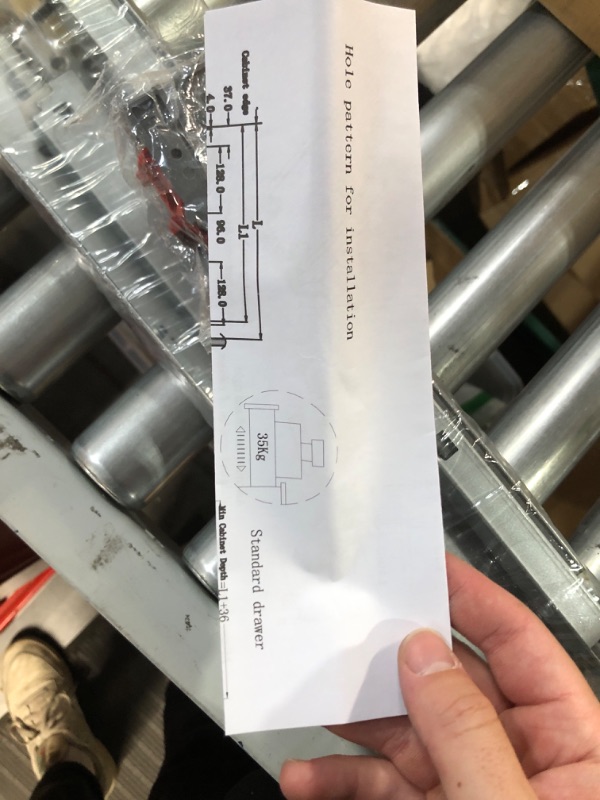 Hole pattern for installation
Cabinet edge
37.0
4.0
L
L1
128.0
96.0
128.0
35Kg
Standard drawer
Min Cabinet Depth=L1+36